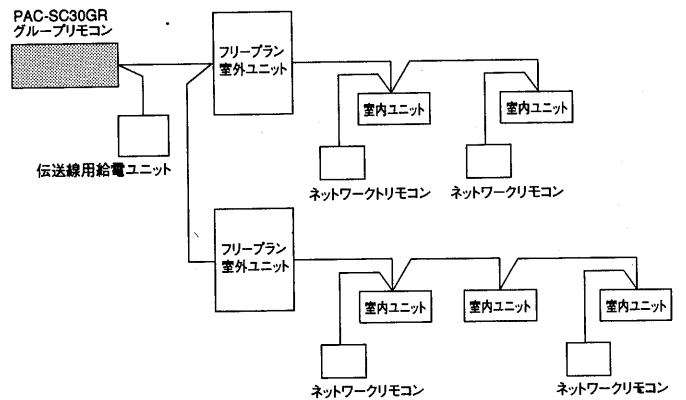 PAC-SC30GR
グループリモコン
フリープラン
室外ユニット
室内ユニット
室内ユニット
伝送線用給電ユニット
ネットワークトリモコン
ネットワークリモコン
フリープラン
室外ユニット
室内ユニット
室内ユニット
室内ユニット
ネットワークリモコン
ネットワークリモコン